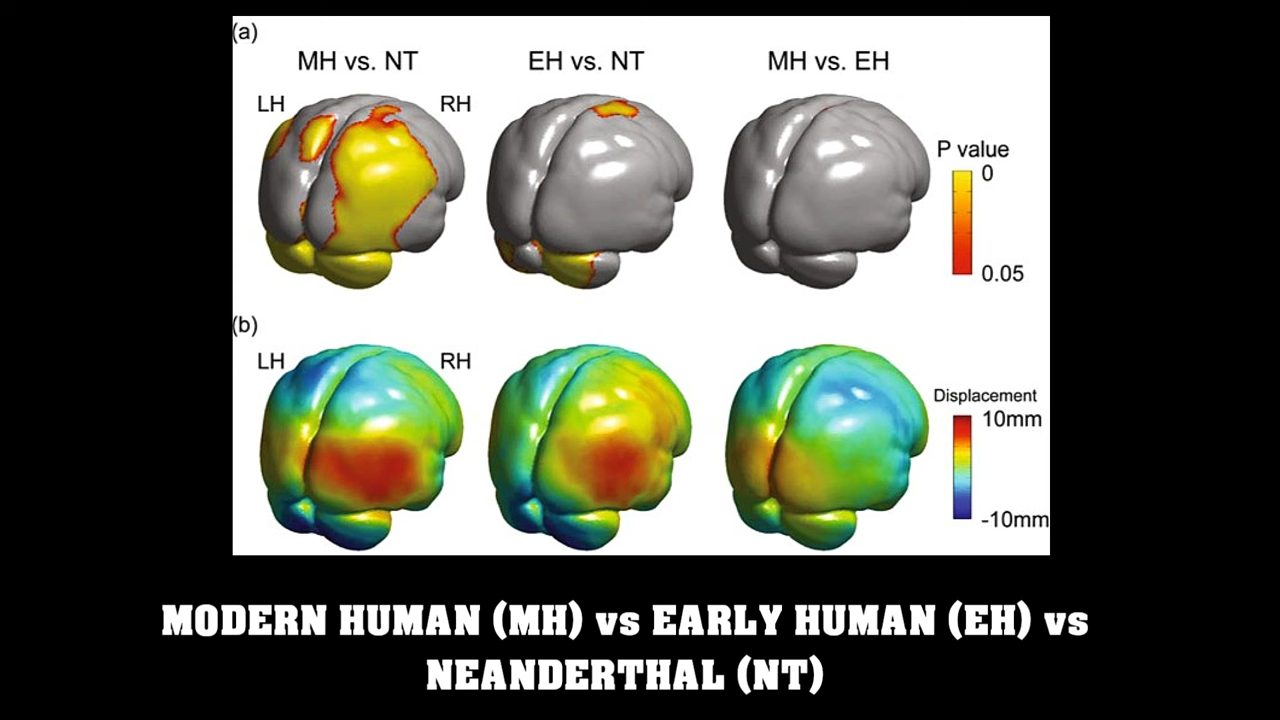 (a)
MH vs. NT
EH vs. NT
MH vs. EH
LH
RH
P value
0
0.05
(b)
LH
RH
Displacement
10mm
-10mm
MODERN HUMAN (MH) vs EARLY HUMAN (EH) vs
NEANDERTHAL (NT)